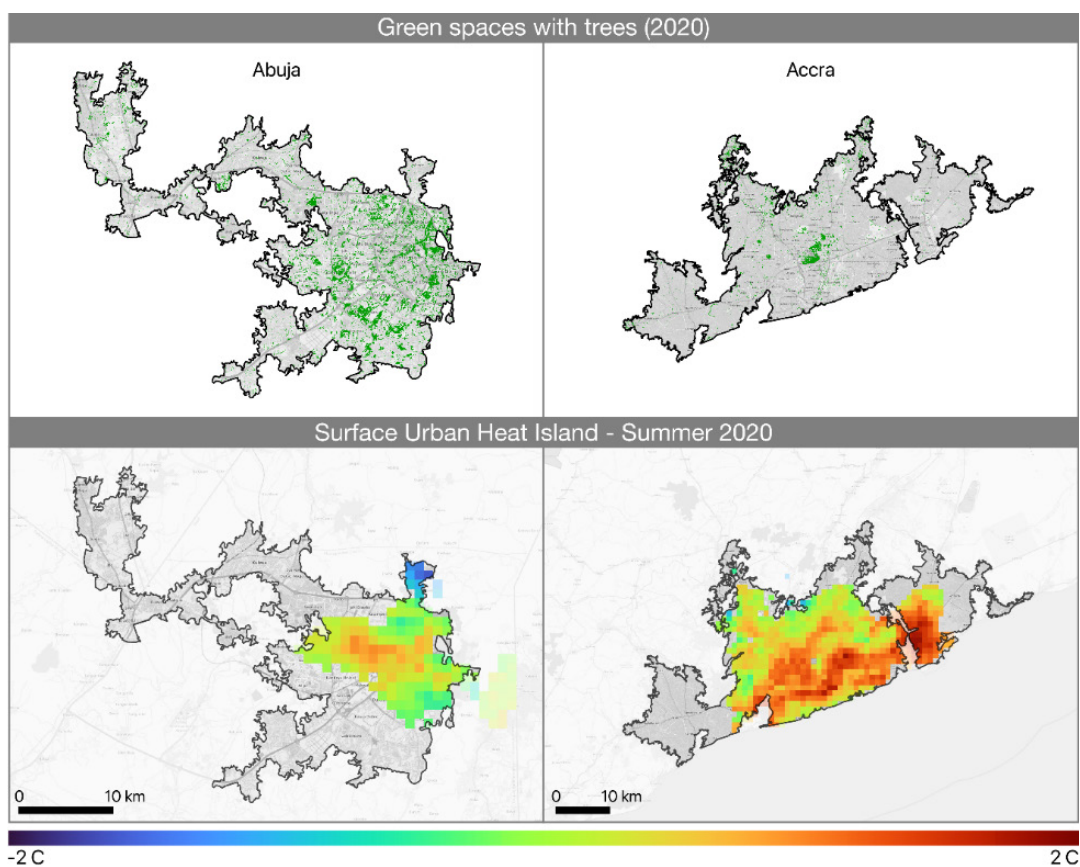 Green spaces with trees (2020)
Abuja
Accra
Surface Urban Heat Island - Summer 2020
0
10 km
0
10 km
-2 C
2 C